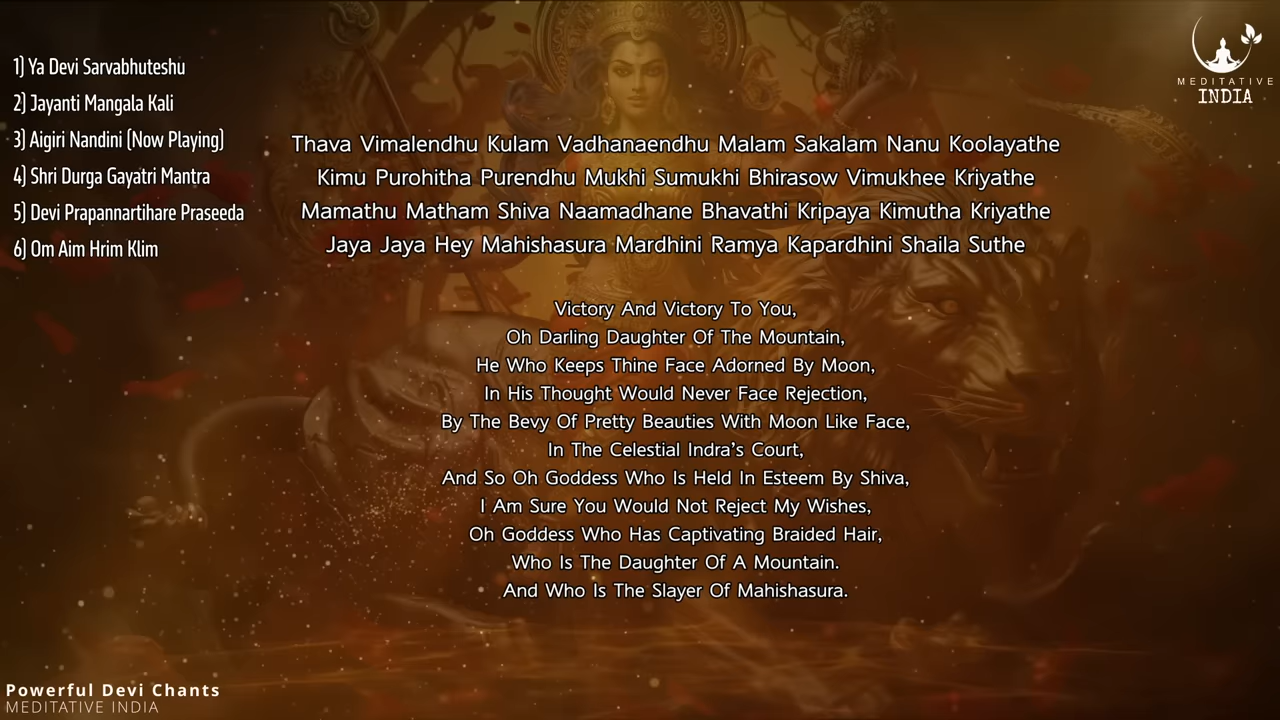 1) Ya Devi Sarvabhuteshu
2) Jayanti Mangala Kali
3) Aigiri Nandini (Now Playing)
4) Shri Durga Gayatri Mantra
5) Devi Prapannartihare Praseeda
6) Om Aim Hrim Klim
MEDITATIVE
INDIA
Thava Vimalendhu Kulam Vadhanaendhu Malam Sakalam Nanu Koolayathe
Kimu Purohitha Purendhu Mukhi Sumukhi Bhirasow Vimukhee Kriyathe
Mamathu Matham Shiva Naamadhane Bhavathi Kripaya Kimutha Kriyathe
Jaya Jaya Hey Mahishasura Mardhini Ramya Kapardhini Shaila Suthe
Victory And Victory To You,
Oh Darling Daughter Of The Mountain,
He Who Keeps Thine Face Adorned By Moon,
In His Thought Would Never Face Rejection,
By The Bevy Of Pretty Beauties With Moon Like Face,
In The Celestial Indra’s Court,
And So Oh Goddess Who Is Held In Esteem By Shiva,
I Am Sure You Would Not Reject My Wishes,
Oh Goddess Who Has Captivating Braided Hair,
Who Is The Daughter Of A Mountain.
And Who Is The Slayer Of Mahishasura.
Powerful Devi Chants
MEDITATIVE INDIA